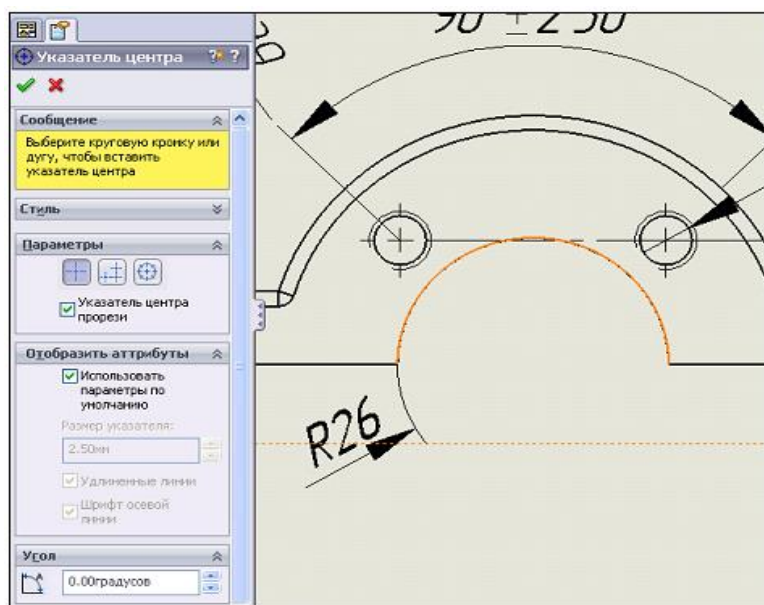 Указатель центра
? ?
Сообщение
Выберите круговую кромку или
дугу, чтобы вставить
указатель центра
Стиль
Параметры
Указатель центра
прорези
Отобразить аттрибуты
Использовать
параметры по
умолчанию
Размер указателя:
2.50мм
Удлиненные линии
Шрифт осевой
линии
Угол
0.00градусов
R26